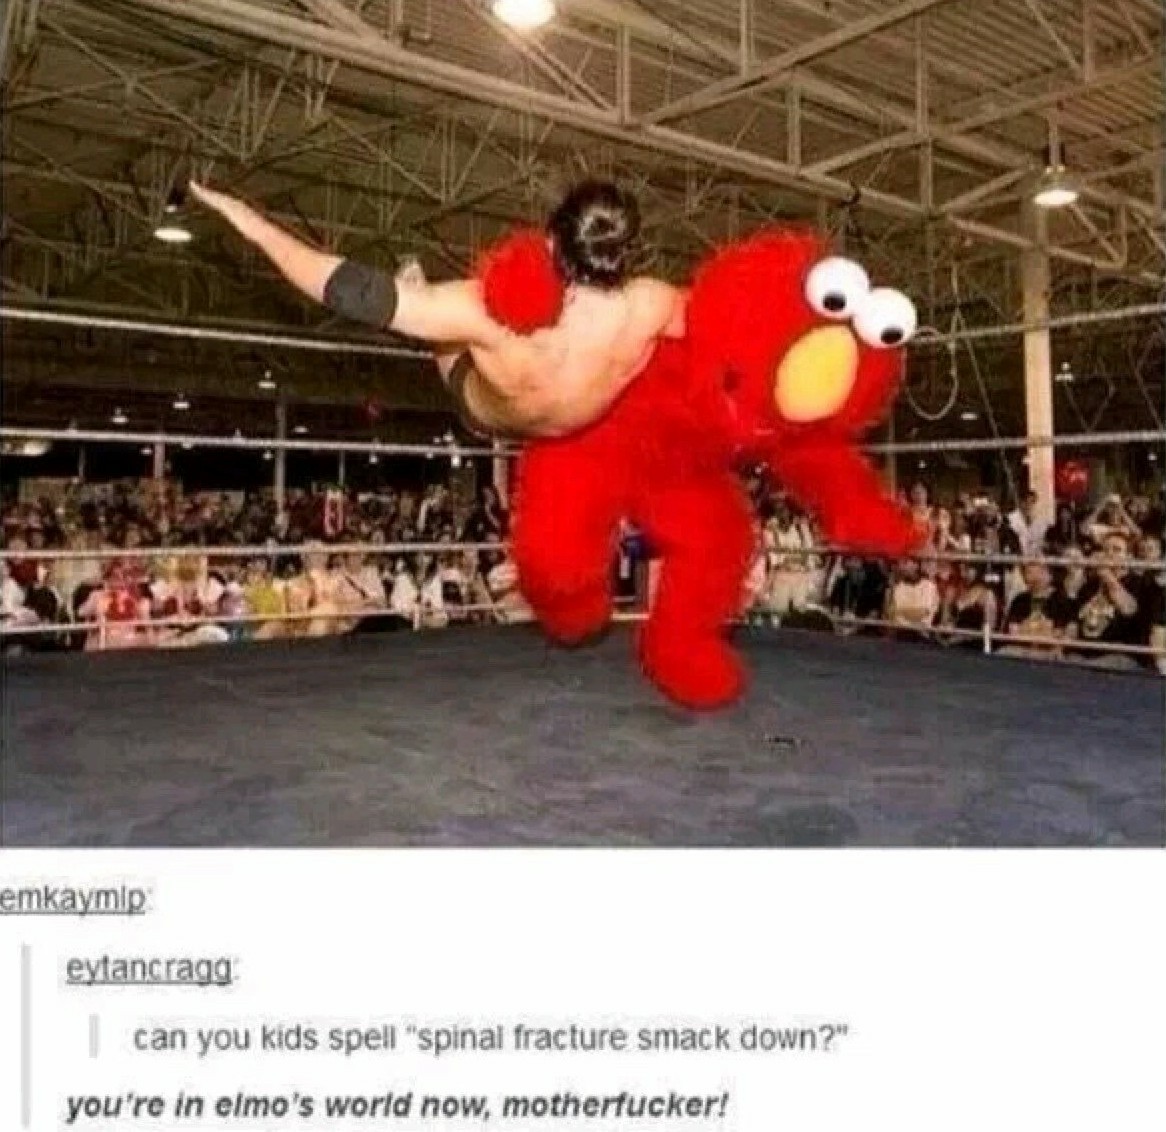 emkaymlp:
eytancragg:
can you kids spell "spinal fracture smack down?"
you're in elmo's world now, motherfucker!